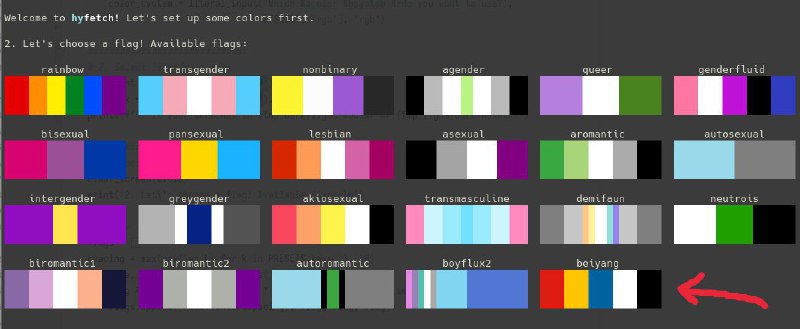 Welcome to hyfetch! Let's set up some colors first.
2. Let's choose a flag! Available flags:
rainbow transgender nonbinary agender queer genderfluid
bisexual pansexual lesbian asexual aromantic autosexual
intergender greygender akiosexual transmasculine demifaun neutrois
biromantic1 biromantic2 autoromantic boyflux2 beiyang